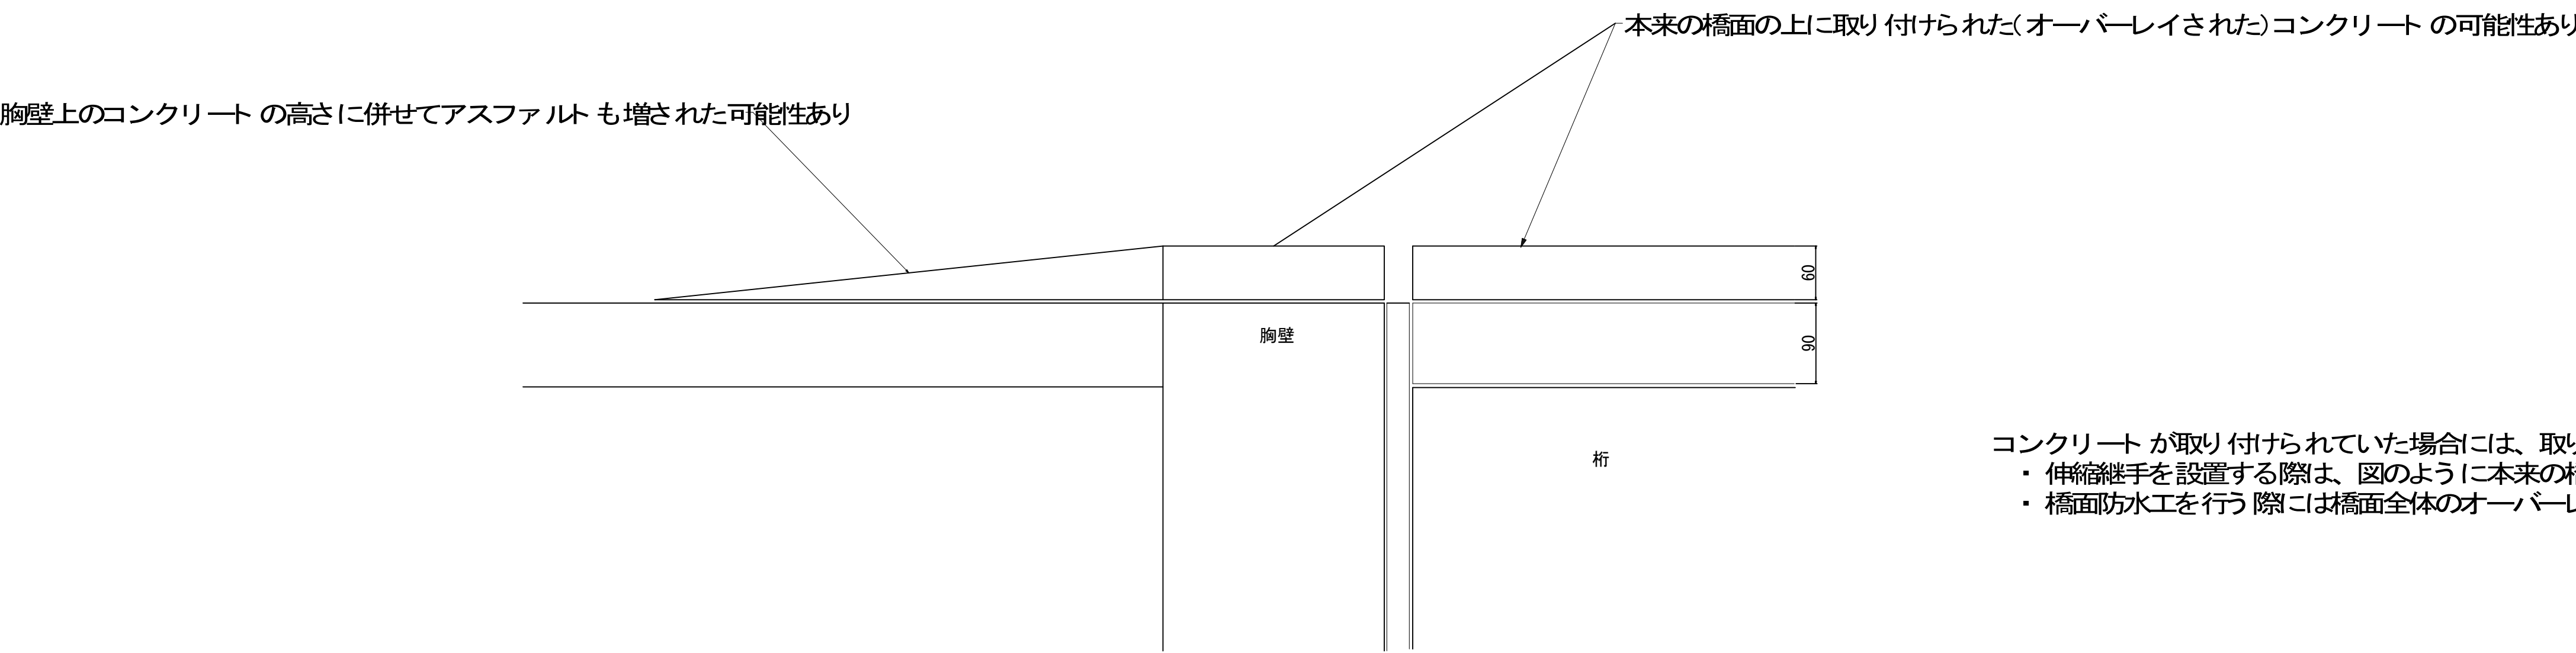 本来の橋面の上に取り付けられた(オーバーレイされた)コンクリートの可能性あり
胸壁上のコンクリートの高さに併せてアスファルトも増された可能性あり
60
胸壁
90
桁
コンクリートが取り付けられていた場合には、取り
・伸縮継手を設置する際は、図のように本来の
・橋面防水工を行う際には橋面全体のオーバーレ